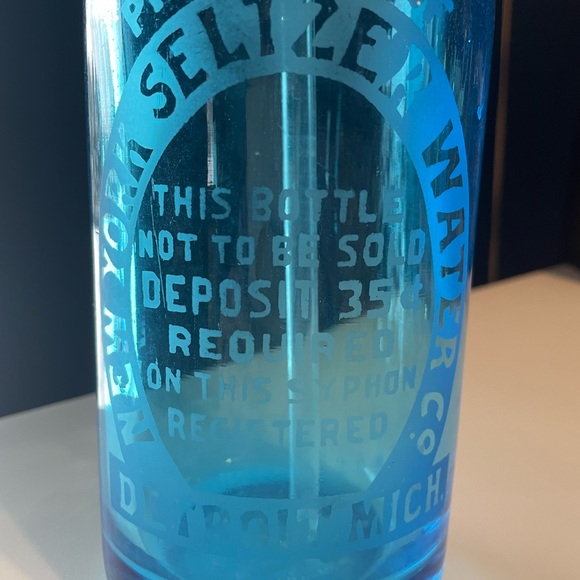 NEW YORK SELTZER WATER CO.
THIS BOTTLE
NOT TO BE SOLD
DEPOSIT 35¢
REQUIRED
ON THIS SYPHON
REGISTERED
DETROIT MICH.